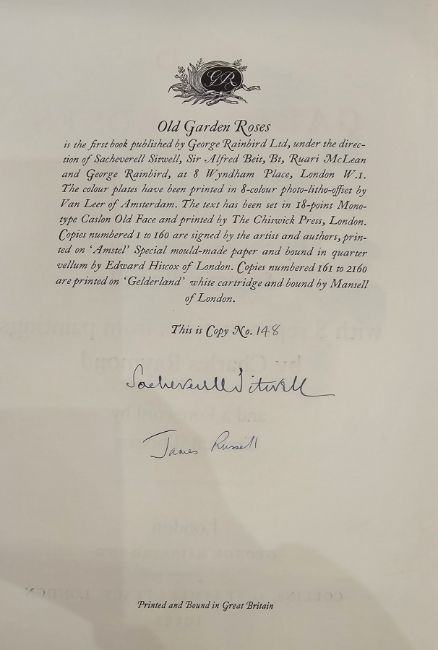 GR
Old Garden Roses
is the first book published by George Rainbird Ltd, under the direc-
tion of Sacheverell Sitwell, Sir Alfred Beit, Bt, Ruari McLean
and George Rainbird, at 8 Wyndham Place, London W.1.
The colour plates have been printed in 8-colour photo-litho-offset by
Van Leer of Amsterdam. The text has been set in 18-point Mono-
type Caslon Old Face and printed by The Chiswick Press, London.
Copies numbered 1 to 160 are signed by the artist and authors, prin-
ted on 'Amstel' Special mould-made paper and bound in quarter
vellum by Edward Hiscox of London. Copies numbered 161 to 2160
are printed on 'Gelderland' white cartridge and bound by Mansell
of London.
This is Copy No. 148
Sacheverell Sitwell
James Russell
Printed and Bound in Great Britain